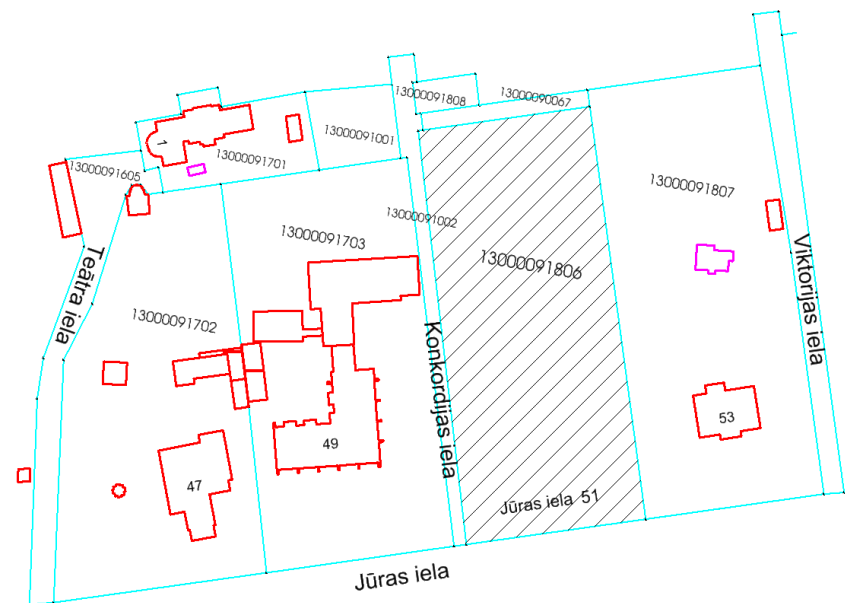 13000091808
13000090067
1
13000091001
13000091701
13000091605
13000091807
13000091002
13000091703
13000091806
Teātra iela
Viktorijas iela
13000091702
Konkordijas iela
53
49
47
Jūras iela 51
Jūras iela